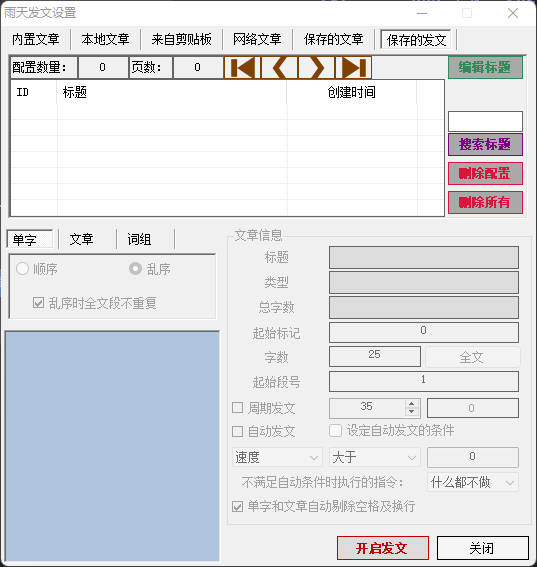 雨天发文设置
内置文章 本地文章 来自剪贴板 网络文章 保存的文章 保存的发文
配置数量： 0 页数： 0 编辑标题
ID 标题 创建时间
搜索标题
删除配置
删除所有
单字 文章 词组
顺序 乱序
乱序时全文段不重复
文章信息
标题
类型
总字数
起始标记 0
字数 25 全文
起始段号 1
周期发文 35 0
自动发文 设定自动发文的条件
速度 大于 0
不满足自动条件时执行的指令： 什么都不做
单字和文章自动剔除空格及换行
开启发文 关闭